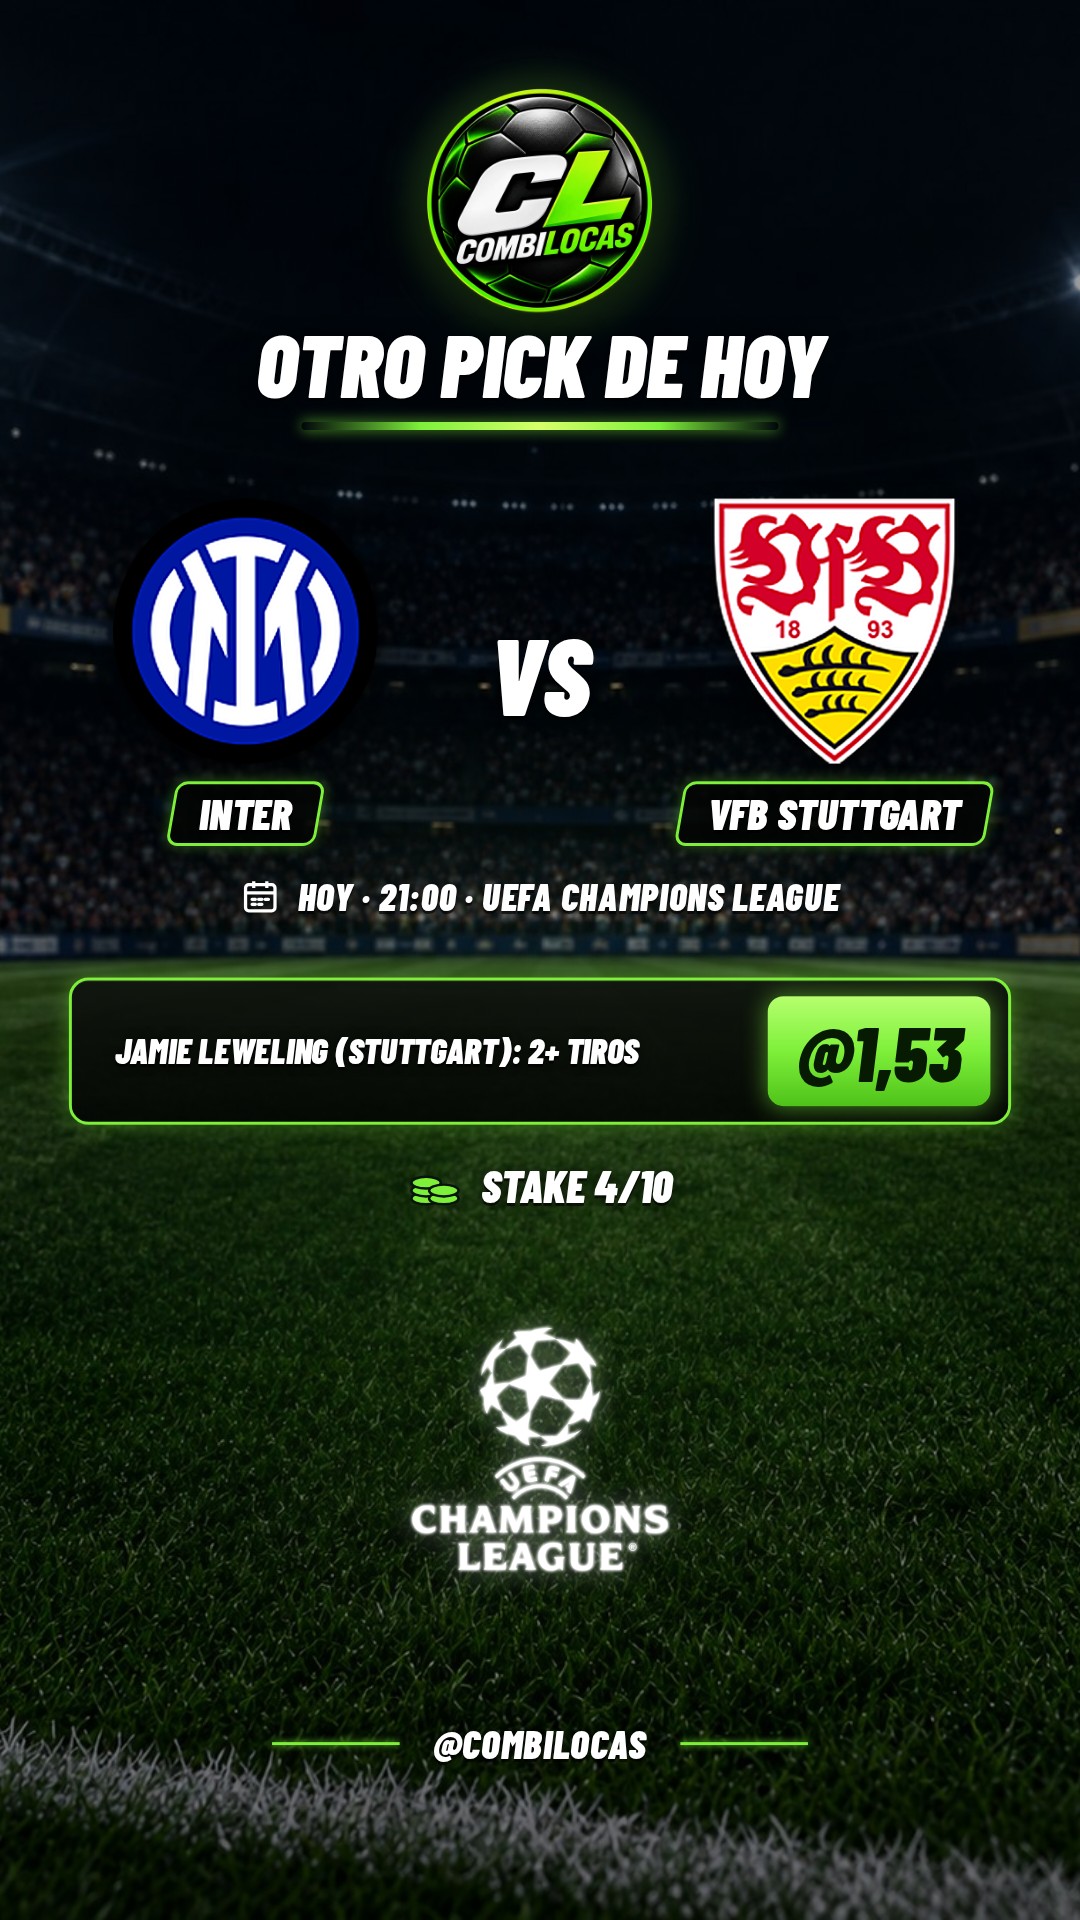 CL
COMBILOCAS
OTRO PICK DE HOY
VfB
18 93
VS
INTER
VFB STUTTGART
HOY · 21:00 · UEFA CHAMPIONS LEAGUE
JAMIE LEWELING (STUTTGART): 2+ TIROS
@1,53
STAKE 4/10
UEFA
CHAMPIONS
LEAGUE®
@COMBILOCAS